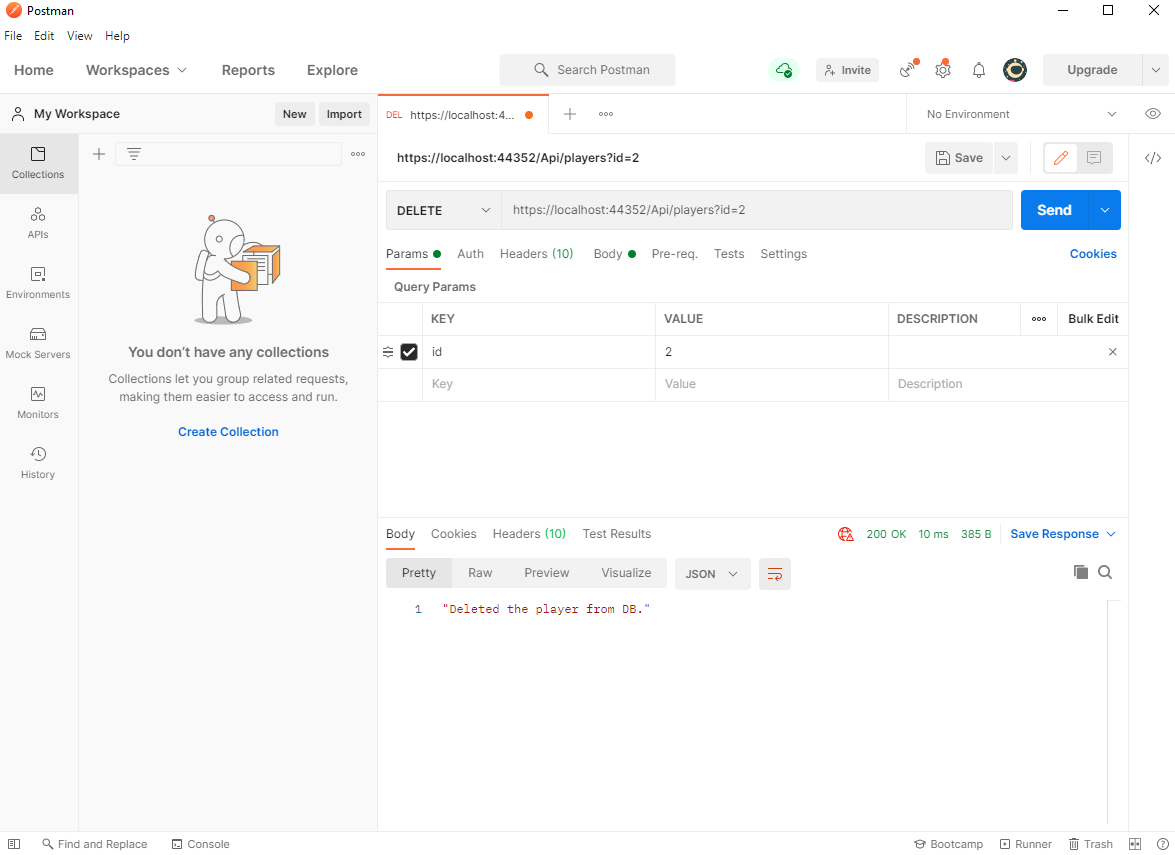 Postman
File Edit View Help
Home Workspaces Reports Explore Search Postman Invite Upgrade
My Workspace New Import DEL https://localhost:4... No Environment
Collections
APIs
Environments
Mock Servers
Monitors
History
You don't have any collections
Collections let you group related requests,
making them easier to access and run.
Create Collection
https://localhost:44352/Api/players?id=2 Save
DELETE https://localhost:44352/Api/players?id=2 Send
Params Auth Headers (10) Body Pre-req. Tests Settings Cookies
Query Params
KEY VALUE DESCRIPTION Bulk Edit
id 2
Key Value Description
Body Cookies Headers (10) Test Results 200 OK 10 ms 385 B Save Response
Pretty Raw Preview Visualize JSON
1 "Deleted the player from DB."
Find and Replace Console Bootcamp Runner Trash